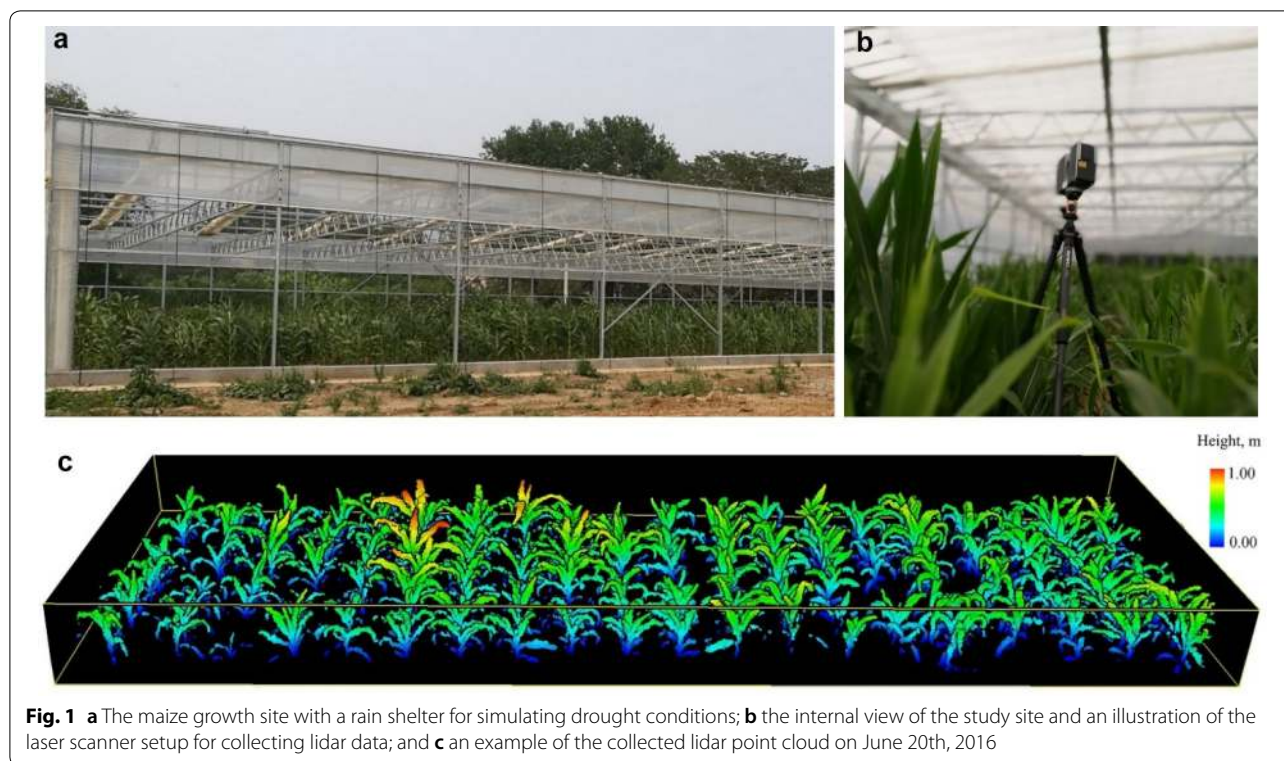 a
b
c
Height, m
1.00
0.00
Fig. 1 a The maize growth site with a rain shelter for simulating drought conditions; b the internal view of the study site and an illustration of the
laser scanner setup for collecting lidar data; and c an example of the collected lidar point cloud on June 20th, 2016